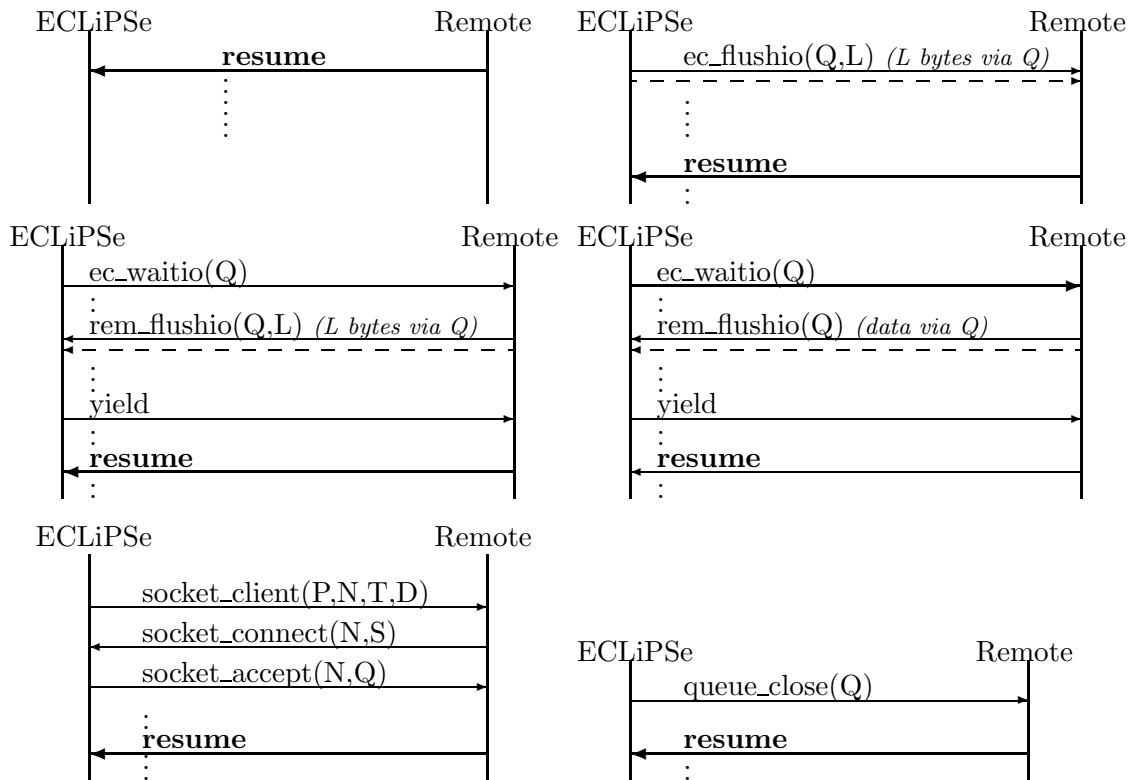 ECLiPSe Remote
resume
ECLiPSe Remote
ec_flushio(Q,L) (L bytes via Q)
resume
ECLiPSe Remote
ec_waitio(Q)
rem_flushio(Q,L) (L bytes via Q)
yield
resume
ECLiPSe Remote
ec_waitio(Q)
rem_flushio(Q) (data via Q)
yield
resume
ECLiPSe Remote
socket_client(P,N,T,D)
socket_connect(N,S)
socket_accept(N,Q)
resume
ECLiPSe Remote
queue_close(Q)
resume